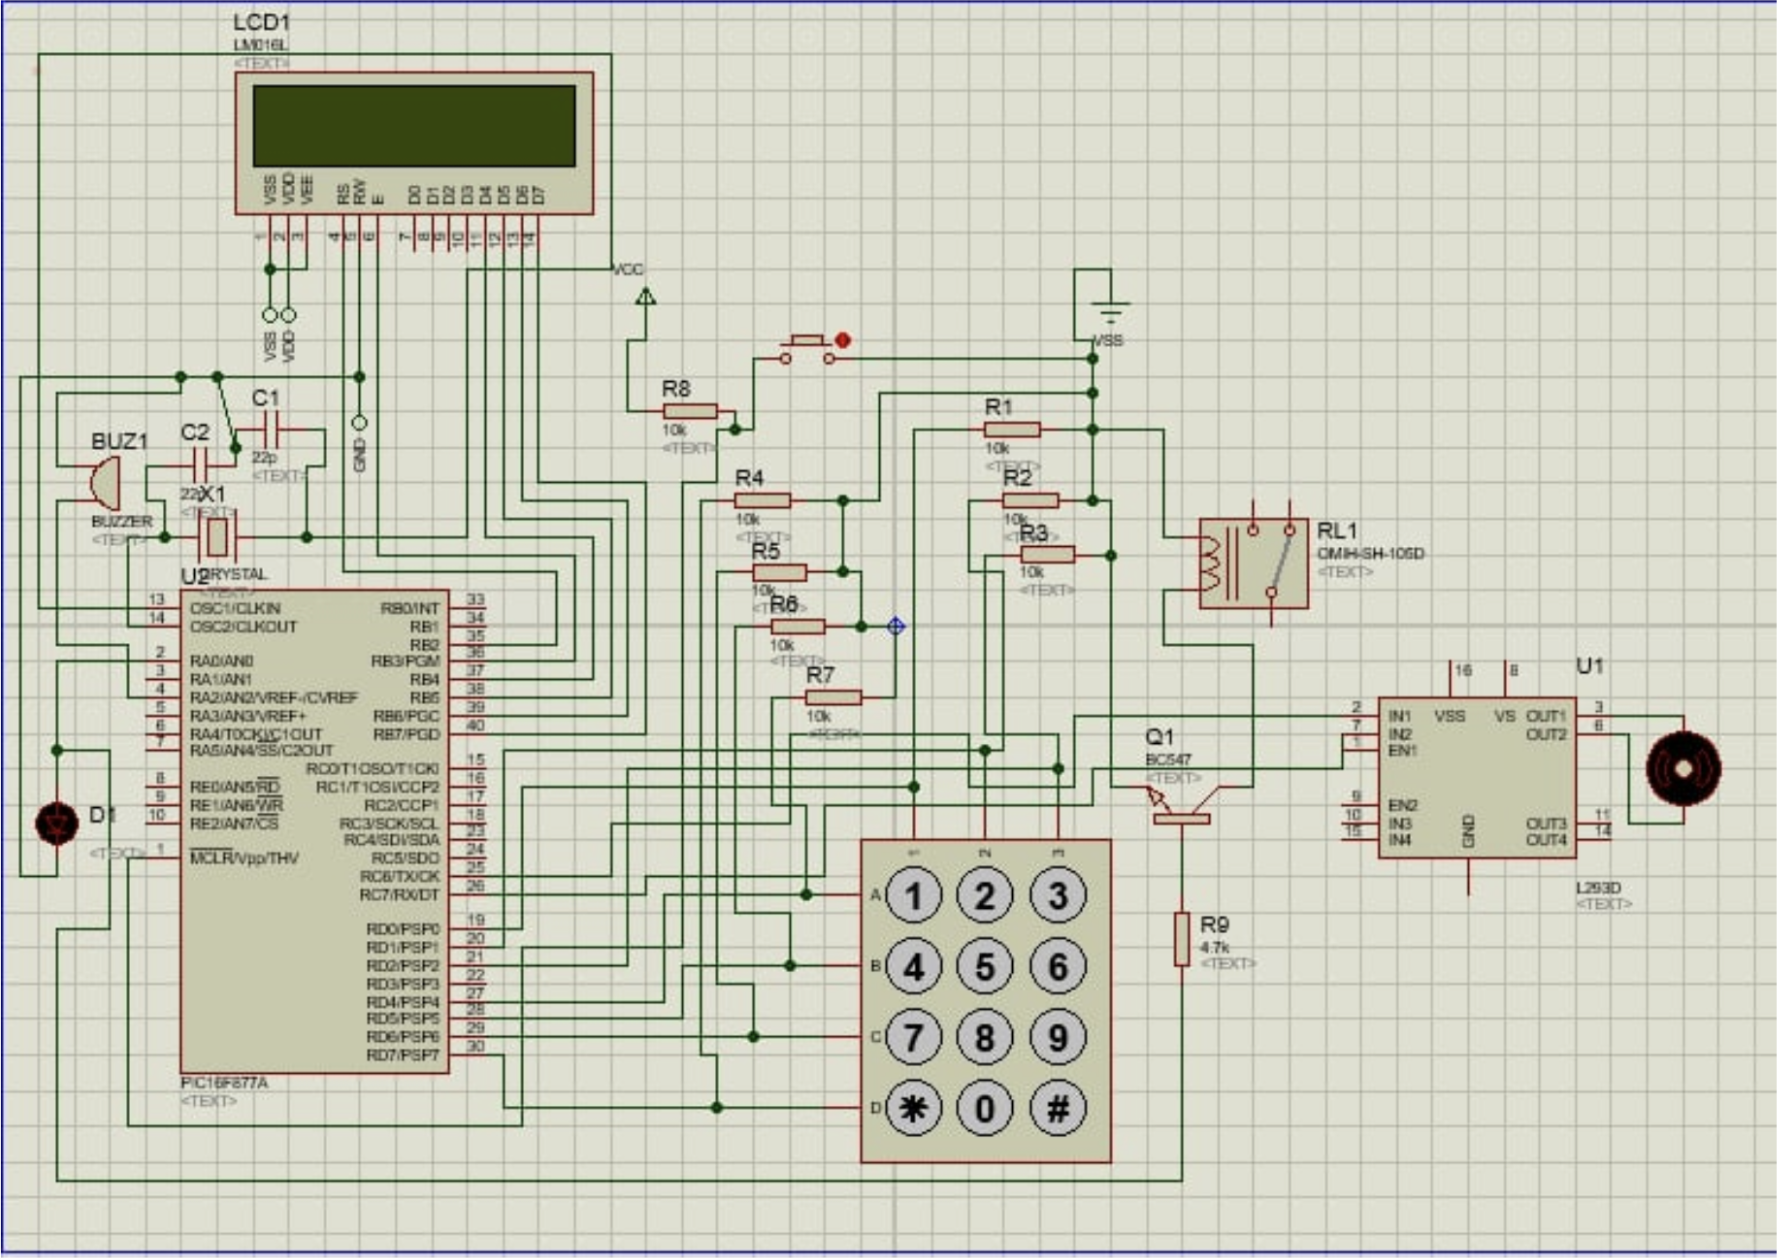 LCD1
LM016L
<TEXT>
VSS
VDD
VEE
RS
RW
E
D0
D1
D2
D3
D4
D5
D6
D7
1
2
3
4
5
6
7
8
9
10
11
12
13
14
VSS
VDD
GND
VCC
VSS
C1
22p
<TEXT>
C2
22p
<TEXT>
BUZ1
BUZZER
<TEXT>
X1
CRYSTAL
<TEXT>
R8
10k
<TEXT>
R4
10k
<TEXT>
R5
10k
<TEXT>
R6
10k
<TEXT>
R7
10k
<TEXT>
R1
10k
<TEXT>
R2
10k
<TEXT>
R3
10k
<TEXT>
RL1
OMIH-SH-105D
<TEXT>
U2
13 OSC1/CLKIN
14 OSC2/CLKOUT
2 RA0/AN0
3 RA1/AN1
4 RA2/AN2/VREF-/CVREF
5 RA3/AN3/VREF+
6 RA4/T0CKI/C1OUT
7 RA5/AN4/SS/C2OUT
8 RE0/AN5/RD
9 RE1/AN6/WR
10 RE2/AN7/CS
1 MCLR/Vpp/THV
RB0/INT 33
RB1 34
RB2 35
RB3/PGM 36
RB4 37
RB5 38
RB6/PGC 39
RB7/PGD 40
RC0/T1OSO/T1CKI 15
RC1/T1OSI/CCP2 16
RC2/CCP1 17
RC3/SCK/SCL 18
RC4/SDI/SDA 23
RC5/SDO 24
RC6/TX/CK 25
RC7/RX/DT 26
RD0/PSP0 19
RD1/PSP1 20
RD2/PSP2 21
RD3/PSP3 22
RD4/PSP4 27
RD5/PSP5 28
RD6/PSP6 29
RD7/PSP7 30
PIC16F877A
<TEXT>
D1
<TEXT>
Q1
BC547
<TEXT>
R9
4.7k
<TEXT>
U1
16
8
2 IN1
7 IN2
1 EN1
9 EN2
10 IN3
15 IN4
VSS
VS
GND
OUT1 3
OUT2 6
OUT3 11
OUT4 14
L293D
<TEXT>
1
2
3
A 1 2 3
B 4 5 6
C 7 8 9
D * 0 #